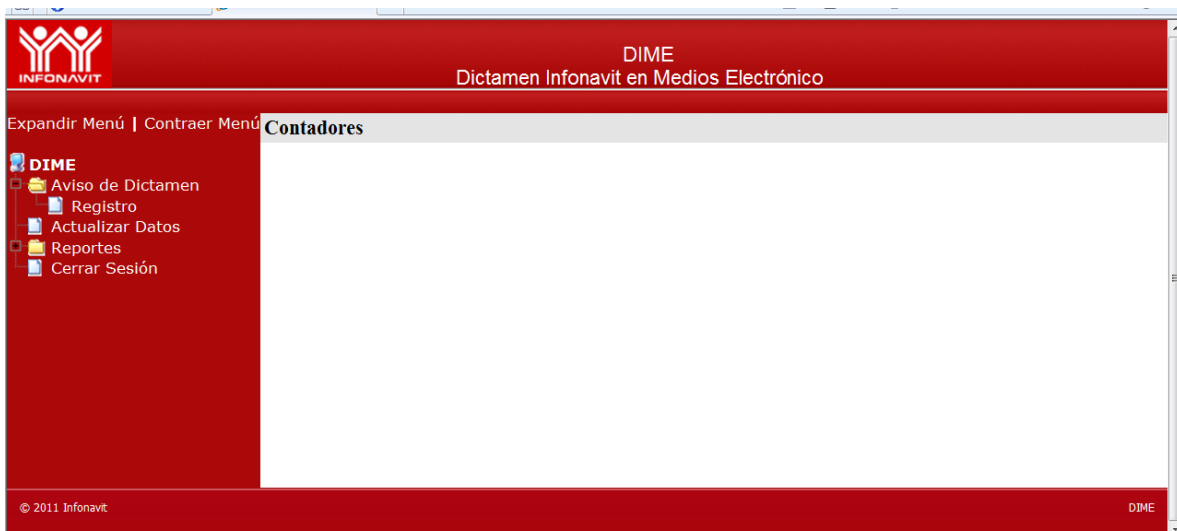 INFONAVIT
DIME
Dictamen Infonavit en Medios Electrónico
Expandir Menú | Contraer Menú
Contadores
DIME
Aviso de Dictamen
Registro
Actualizar Datos
Reportes
Cerrar Sesión
© 2011 Infonavit
DIME